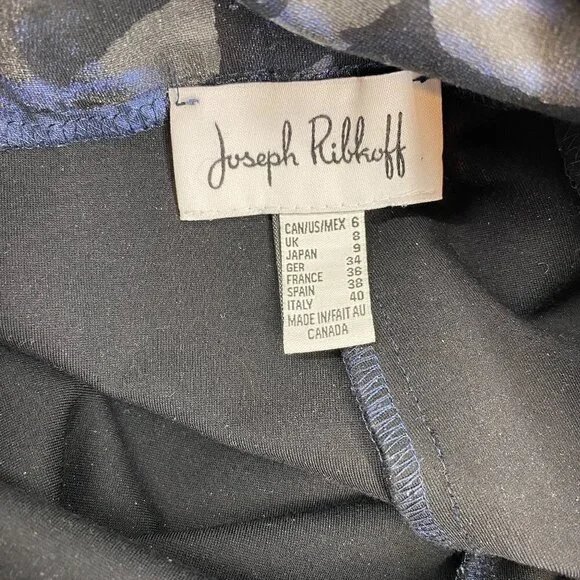 Joseph Ribkoff
CAN/US/MEX 6
UK 8
JAPAN 9
GER 34
FRANCE 36
SPAIN 38
ITALY 40
MADE IN/FAIT AU
CANADA